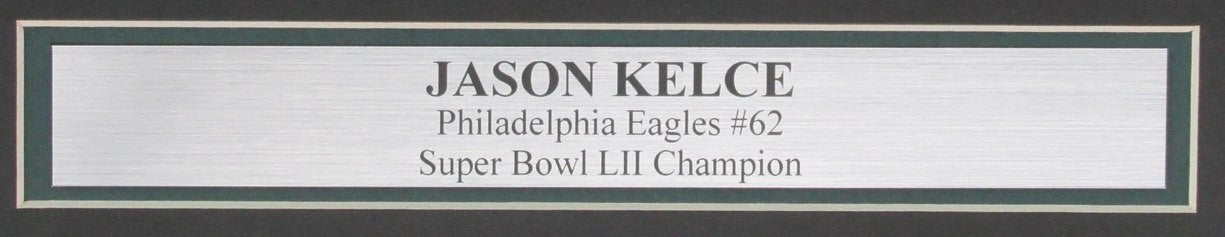 JASON KELCE
Philadelphia Eagles #62
Super Bowl LII Champion